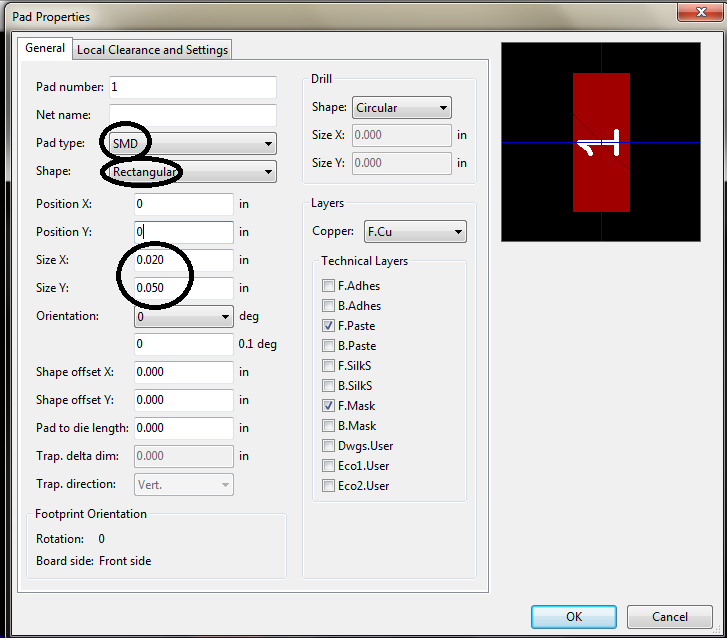 Pad Properties
General
Local Clearance and Settings
Pad number: 1
Net name:
Pad type: SMD
Shape: Rectangular
Position X: 0 in
Position Y: 0 in
Size X: 0.020 in
Size Y: 0.050 in
Orientation: 0 deg
0 0.1 deg
Shape offset X: 0.000 in
Shape offset Y: 0.000 in
Pad to die length: 0.000 in
Trap. delta dim: 0.000 in
Trap. direction: Vert.
Footprint Orientation
Rotation: 0
Board side: Front side
Drill
Shape: Circular
Size X: 0.000 in
Size Y: 0.000 in
Layers
Copper: F.Cu
Technical Layers
F.Adhes
B.Adhes
F.Paste
B.Paste
F.SilkS
B.SilkS
F.Mask
B.Mask
Dwgs.User
Eco1.User
Eco2.User
1
OK
Cancel